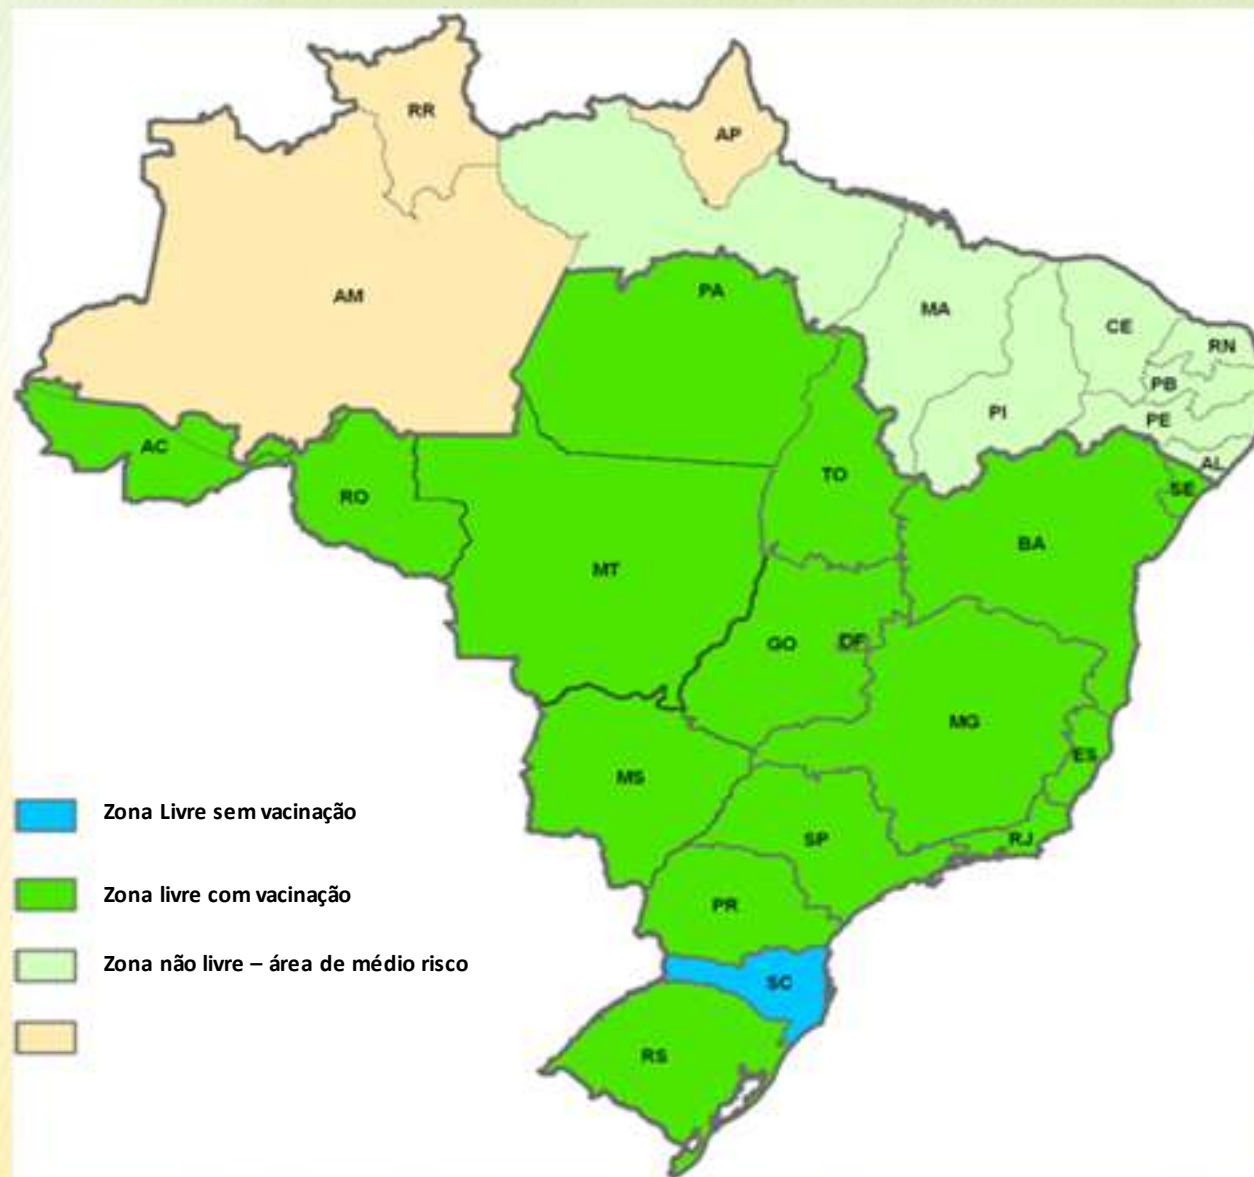 RR
AP
AM
PA
MA
CE
RN
PB
PI
PE
AL
AC
TO
SE
RO
BA
MT
GO
DF
MG
MS
ES
SP
RJ
PR
SC
RS
Zona Livre sem vacinação
Zona livre com vacinação
Zona não livre – área de médio risco